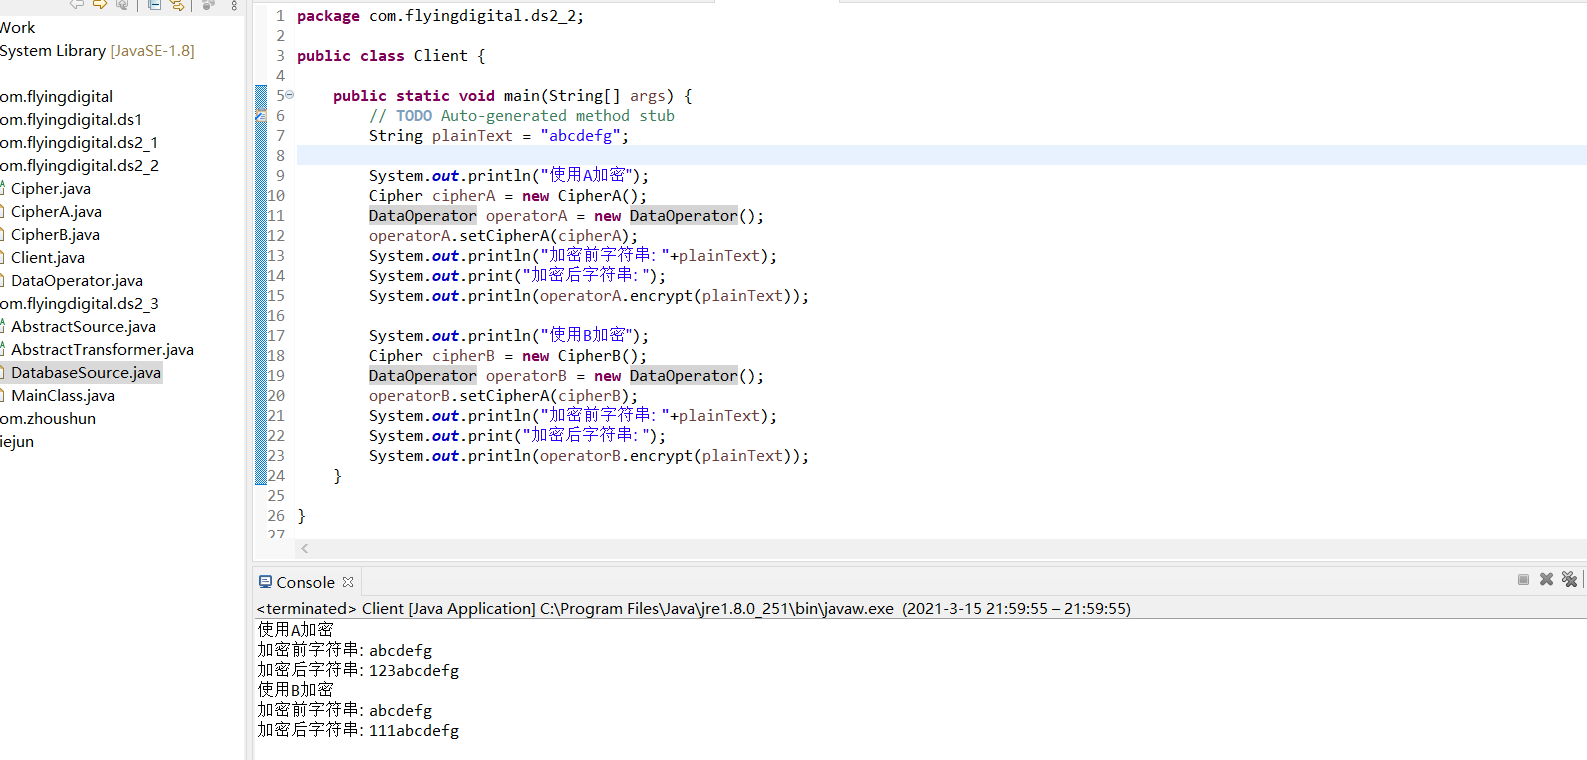 Work
System Library [JavaSE-1.8]
om.flyingdigital
om.flyingdigital.ds1
om.flyingdigital.ds2_1
om.flyingdigital.ds2_2
Cipher.java
CipherA.java
CipherB.java
Client.java
DataOperator.java
om.flyingdigital.ds2_3
AbstractSource.java
AbstractTransformer.java
DatabaseSource.java
MainClass.java
om.zhoushun
iejun
1 package com.flyingdigital.ds2_2;
2
3 public class Client {
4
5 public static void main(String[] args) {
6 // TODO Auto-generated method stub
7 String plainText = "abcdefg";
8
9 System.out.println("使用A加密");
10 Cipher cipherA = new CipherA();
11 DataOperator operatorA = new DataOperator();
12 operatorA.setCipherA(cipherA);
13 System.out.println("加密前字符串："+plainText);
14 System.out.print("加密后字符串：");
15 System.out.println(operatorA.encrypt(plainText));
16
17 System.out.println("使用B加密");
18 Cipher cipherB = new CipherB();
19 DataOperator operatorB = new DataOperator();
20 operatorB.setCipherA(cipherB);
21 System.out.println("加密前字符串："+plainText);
22 System.out.print("加密后字符串：");
23 System.out.println(operatorB.encrypt(plainText));
24 }
25
26 }
27
Console
<terminated> Client [Java Application] C:\Program Files\Java\jre1.8.0_251\bin\javaw.exe (2021-3-15 21:59:55 – 21:59:55)
使用A加密
加密前字符串：abcdefg
加密后字符串：123abcdefg
使用B加密
加密前字符串：abcdefg
加密后字符串：111abcdefg